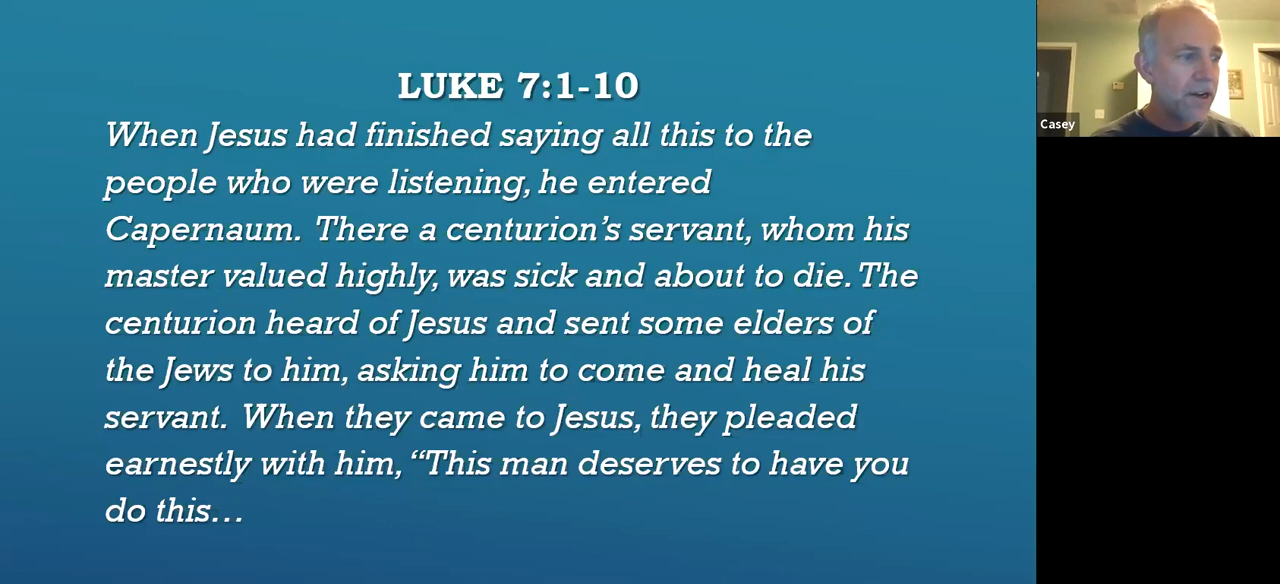 LUKE 7:1-10
When Jesus had finished saying all this to the
people who were listening, he entered
Capernaum. There a centurion’s servant, whom his
master valued highly, was sick and about to die. The
centurion heard of Jesus and sent some elders of
the Jews to him, asking him to come and heal his
servant. When they came to Jesus, they pleaded
earnestly with him, “This man deserves to have you
do this…
Casey